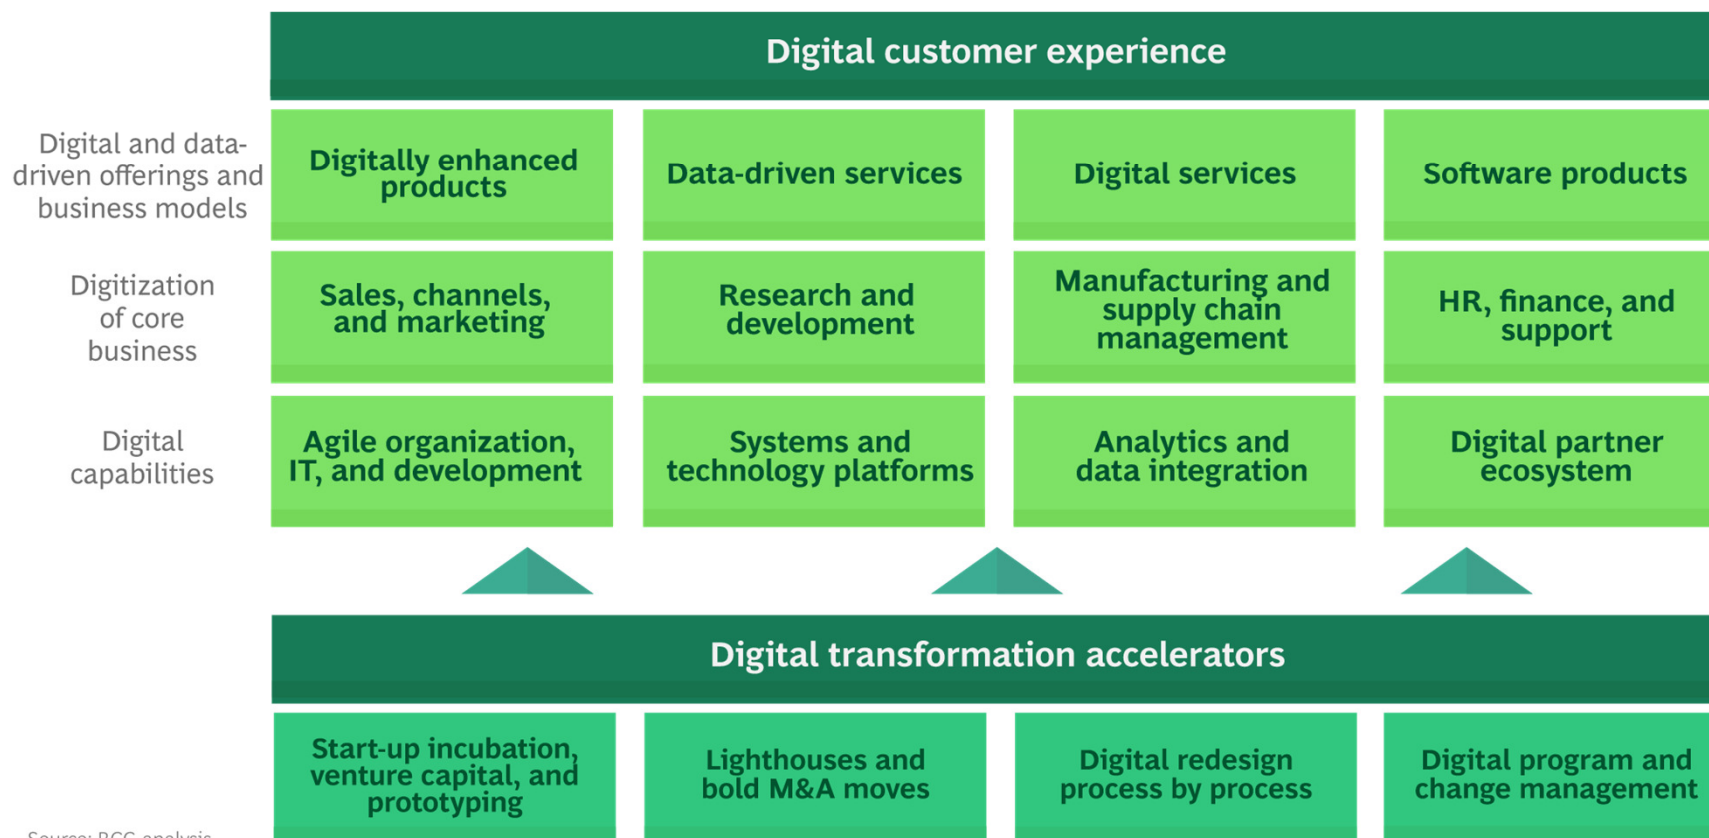 Digital customer experience
Digital and data-
driven offerings and
business models
Digitally enhanced
products
Data-driven services
Digital services
Software products
Digitization
of core
business
Sales, channels,
and marketing
Research and
development
Manufacturing and
supply chain
management
HR, finance, and
support
Digital
capabilities
Agile organization,
IT, and development
Systems and
technology platforms
Analytics and
data integration
Digital partner
ecosystem
Digital transformation accelerators
Start-up incubation,
venture capital, and
prototyping
Lighthouses and
bold M&A moves
Digital redesign
process by process
Digital program and
change management
Source: BCG analysis